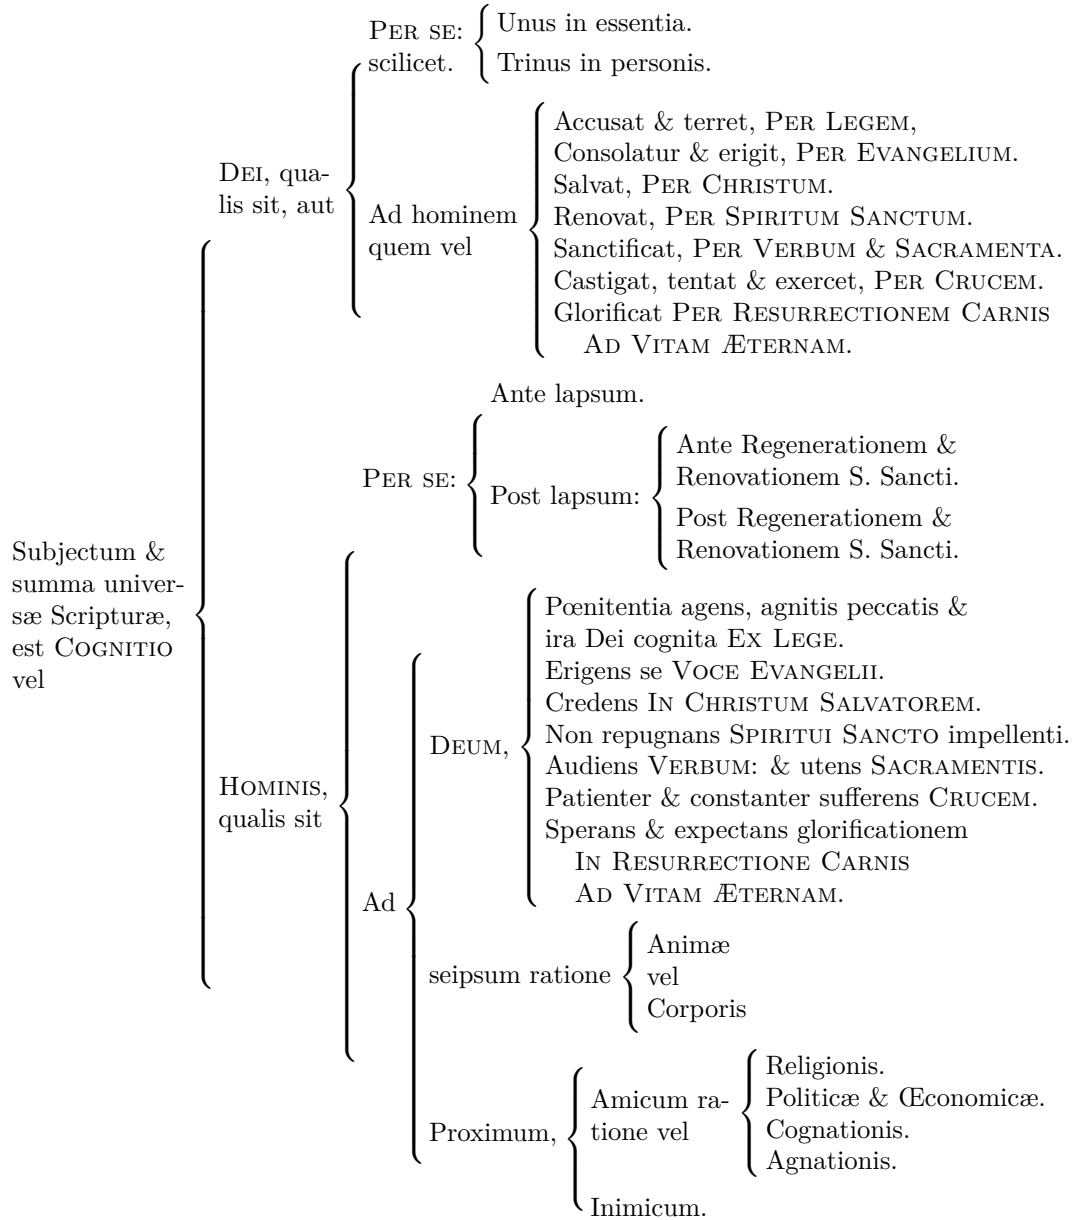 Subjectum &
summa univer-
sæ Scripturæ,
est COGNITIO
vel
DEI, qua-
lis sit, aut
PER SE:
scilicet.
Unus in essentia.
Trinus in personis.
Ad hominem
quem vel
Accusat & terret, PER LEGEM,
Consolatur & erigit, PER EVANGELIUM.
Salvat, PER CHRISTUM.
Renovat, PER SPIRITUM SANCTUM.
Sanctificat, PER VERBUM & SACRAMENTA.
Castigat, tentat & exercet, PER CRUCEM.
Glorificat PER RESURRECTIONEM CARNIS
AD VITAM ÆTERNAM.
HOMINIS,
qualis sit
PER SE:
Ante lapsum.
Post lapsum:
Ante Regenerationem &
Renovationem S. Sancti.
Post Regenerationem &
Renovationem S. Sancti.
Ad
DEUM,
Pœnitentia agens, agnitis peccatis &
ira Dei cognita EX LEGE.
Erigens se VOCE EVANGELII.
Credens IN CHRISTUM SALVATOREM.
Non repugnans SPIRITUI SANCTO impellenti.
Audiens VERBUM: & utens SACRAMENTIS.
Patienter & constanter sufferens CRUCEM.
Sperans & expectans glorificationem
IN RESURRECTIONE CARNIS
AD VITAM ÆTERNAM.
seipsum ratione
Animæ
vel
Corporis
Proximum,
Amicum ra-
tione vel
Religionis.
Politicæ & Œconomicæ.
Cognationis.
Agnationis.
Inimicum.